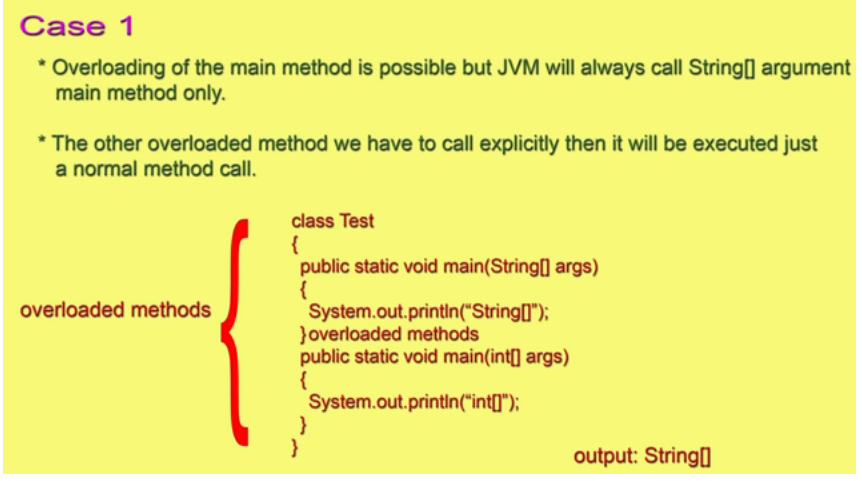 Case 1
* Overloading of the main method is possible but JVM will always call String[] argument
main method only.
* The other overloaded method we have to call explicitly then it will be executed just
a normal method call.
overloaded methods
class Test
{
public static void main(String[] args)
{
System.out.println(“String[]”);
}overloaded methods
public static void main(int[] args)
{
System.out.println(“int[]”);
}
}
output: String[]